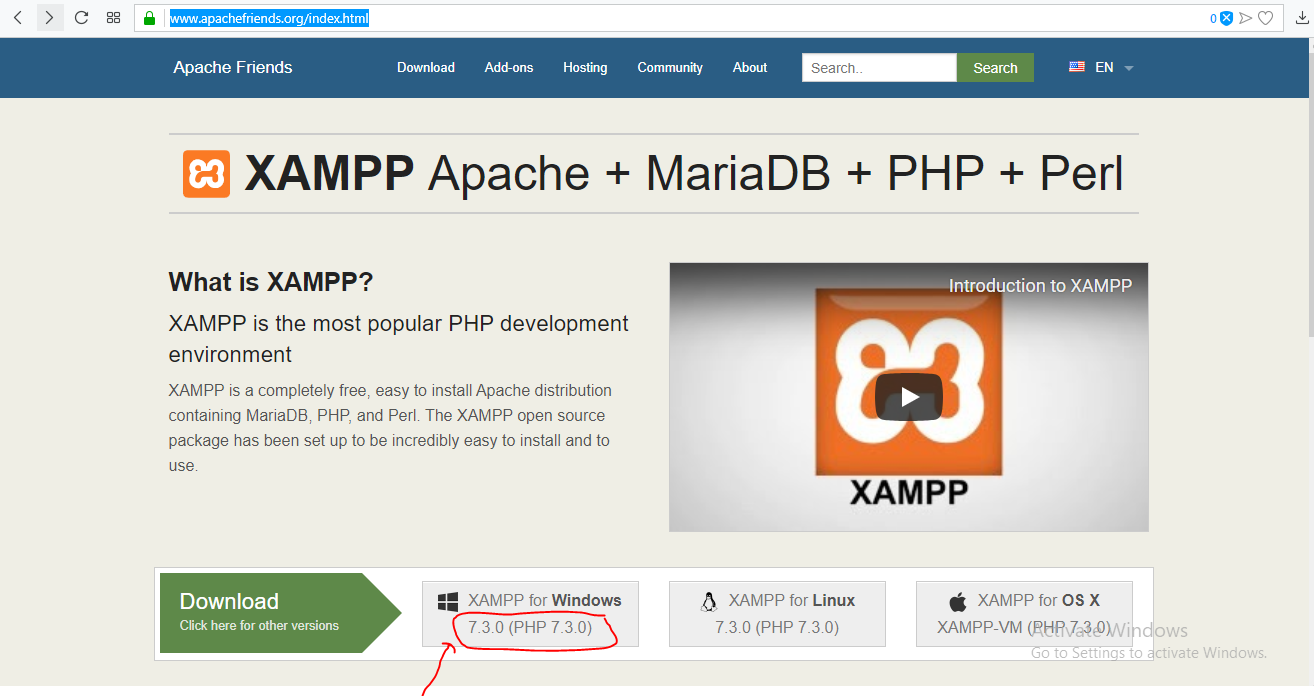 www.apachefriends.org/index.html
0
Apache Friends
Download
Add-ons
Hosting
Community
About
Search..
Search
EN
XAMPP Apache + MariaDB + PHP + Perl
What is XAMPP?
XAMPP is the most popular PHP development
environment
XAMPP is a completely free, easy to install Apache distribution
containing MariaDB, PHP, and Perl. The XAMPP open source
package has been set up to be incredibly easy to install and to
use.
Introduction to XAMPP
XAMPP
Download
Click here for other versions
XAMPP for Windows
7.3.0 (PHP 7.3.0)
XAMPP for Linux
7.3.0 (PHP 7.3.0)
XAMPP for OS X
XAMPP-VM (PHP 7.3.0)
Activate Windows
Go to Settings to activate Windows.